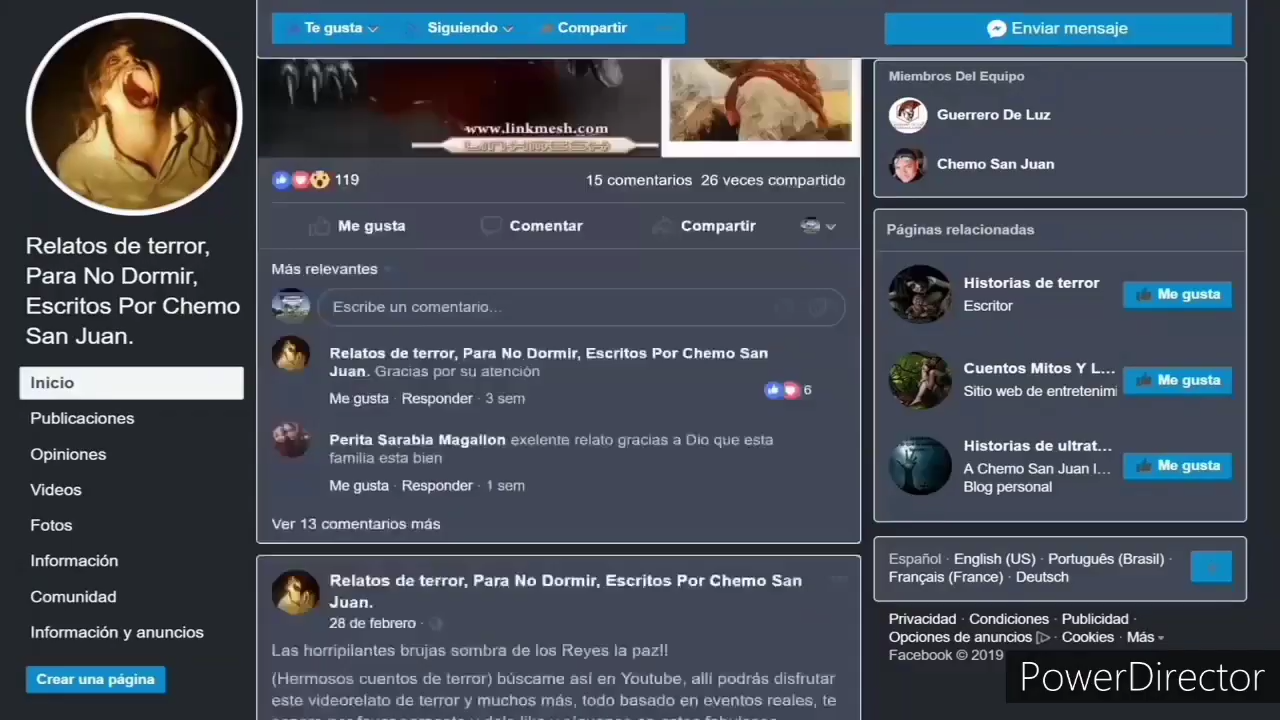 Te gusta
Siguiendo
Compartir
Enviar mensaje
www.linkmesh.com
LINKMESH
119
15 comentarios 26 veces compartido
Me gusta
Comentar
Compartir
Más relevantes
Escribe un comentario...
Relatos de terror, Para No Dormir, Escritos Por Chemo San
Juan. Gracias por su atención
Me gusta · Responder · 3 sem
6
Perita Sarabia Magallon exelente relato gracias a Dio que esta
familia esta bien
Me gusta · Responder · 1 sem
Ver 13 comentarios más
Relatos de terror, Para No Dormir, Escritos Por Chemo San
Juan.
28 de febrero ·
Las horripilantes brujas sombra de los Reyes la paz!!
(Hermosos cuentos de terror) búscame así en Youtube, allí podrás disfrutar
este videorelato de terror y muchos más, todo basado en eventos reales, te
Relatos de terror,
Para No Dormir,
Escritos Por Chemo
San Juan.
Inicio
Publicaciones
Opiniones
Videos
Fotos
Información
Comunidad
Información y anuncios
Crear una página
Miembros Del Equipo
Guerrero De Luz
Chemo San Juan
Páginas relacionadas
Historias de terror
Escritor
Me gusta
Cuentos Mitos Y L...
Sitio web de entretenimi
Me gusta
Historias de ultrat...
A Chemo San Juan l...
Blog personal
Me gusta
Español · English (US) · Português (Brasil) ·
Français (France) · Deutsch
Privacidad · Condiciones · Publicidad ·
Opciones de anuncios · Cookies · Más
Facebook © 2019
PowerDirector